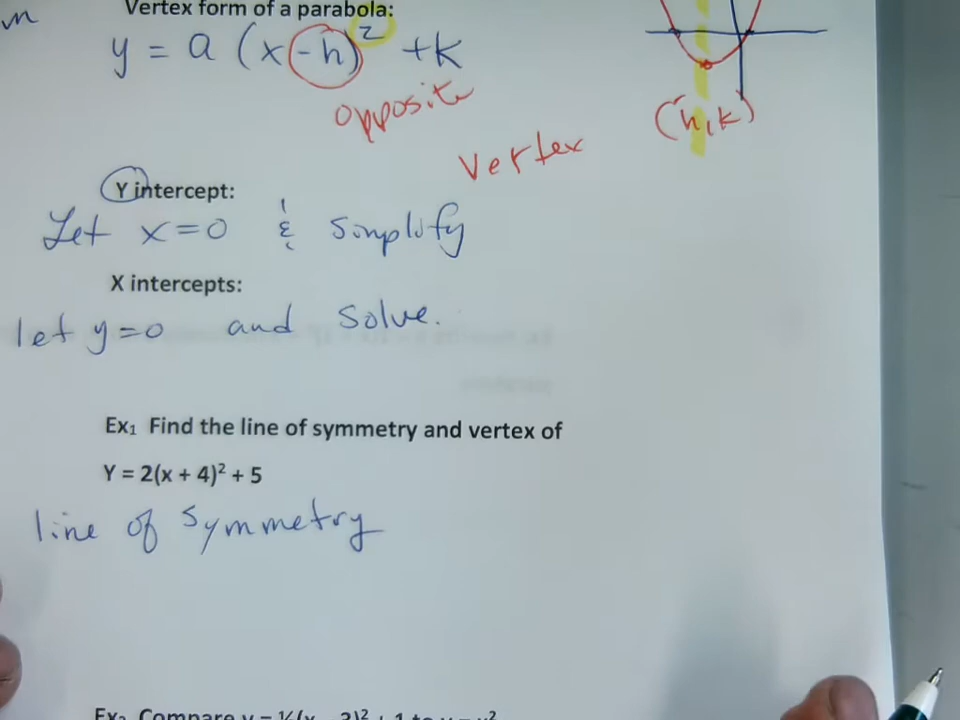 Vertex form of a parabola:
y = a (x - h)² + k
opposite
(h, k)
Vertex
Y intercept:
Let x = 0 & simplify
X intercepts:
let y = 0 and solve.
Ex₁ Find the line of symmetry and vertex of
Y = 2(x + 4)² + 5
line of symmetry